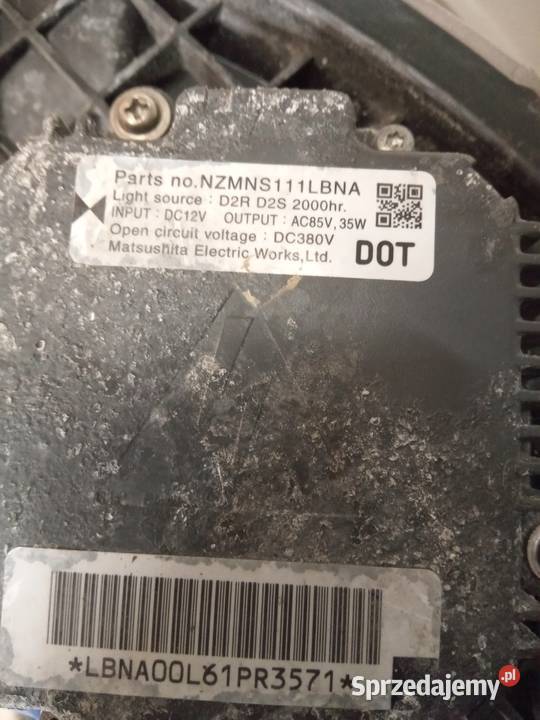 Parts no.NZMNS111LBNA
Light source : D2R D2S 2000hr.
INPUT : DC12V OUTPUT : AC85V, 35W
Open circuit voltage : DC380V
Matsushita Electric Works,Ltd. DOT
*LBNA00L61PR3571*
Sprzedajemy.pl